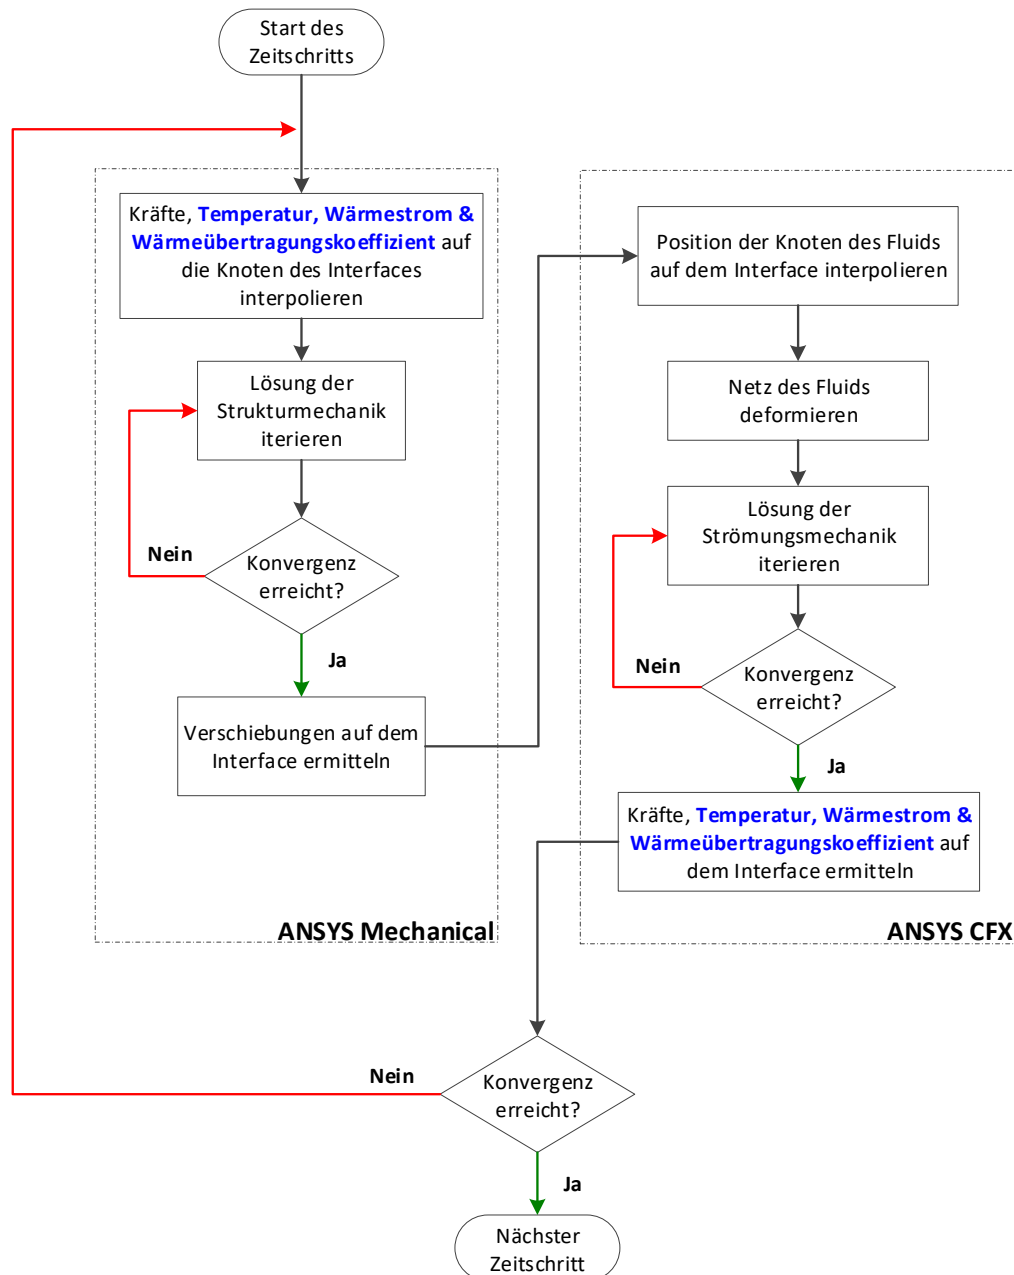 Start des
Zeitschritts
Kräfte, Temperatur, Wärmestrom &
Wärmeübertragungskoeffizient auf
die Knoten des Interfaces
interpolieren
Lösung der
Strukturmechanik
iterieren
Nein
Konvergenz
erreicht?
Ja
Verschiebungen auf dem
Interface ermitteln
ANSYS Mechanical
Position der Knoten des Fluids
auf dem Interface interpolieren
Netz des Fluids
deformieren
Lösung der
Strömungsmechanik
iterieren
Nein
Konvergenz
erreicht?
Ja
Kräfte, Temperatur, Wärmestrom &
Wärmeübertragungskoeffizient auf
dem Interface ermitteln
ANSYS CFX
Nein
Konvergenz
erreicht?
Ja
Nächster
Zeitschritt